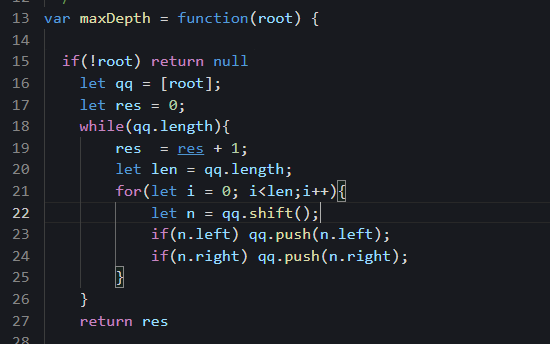 13 var maxDepth = function(root) {
14
15   if(!root) return null
16     let qq = [root];
17     let res = 0;
18     while(qq.length){
19         res  = res + 1;
20         let len = qq.length;
21         for(let i = 0; i<len;i++){
22             let n = qq.shift();
23             if(n.left) qq.push(n.left);
24             if(n.right) qq.push(n.right);
25         }
26     }
27     return res
28